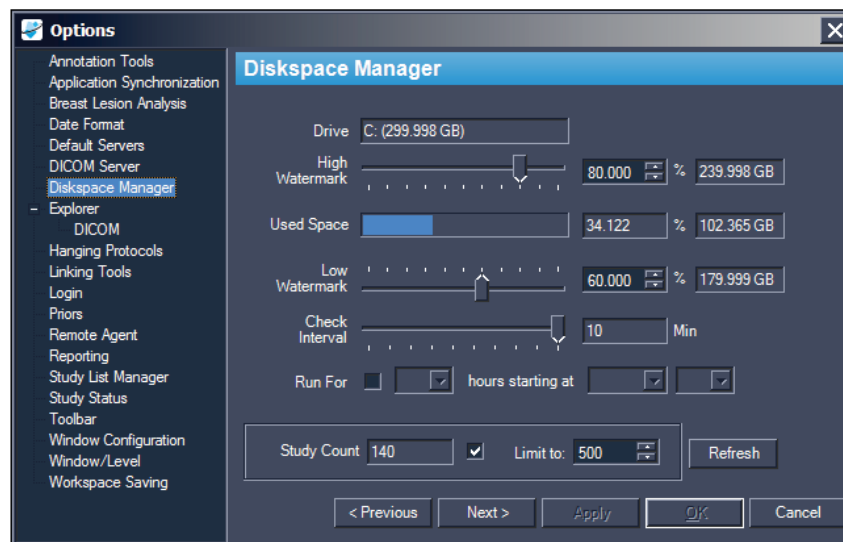 Options
Annotation Tools
Application Synchronization
Breast Lesion Analysis
Date Format
Default Servers
DICOM Server
Diskspace Manager
Explorer
DICOM
Hanging Protocols
Linking Tools
Login
Priors
Remote Agent
Reporting
Study List Manager
Study Status
Toolbar
Window Configuration
Window/Level
Workspace Saving
Diskspace Manager
Drive C: (299.998 GB)
High
Watermark 80.000 % 239.998 GB
Used Space 34.122 % 102.365 GB
Low
Watermark 60.000 % 179.999 GB
Check
Interval 10 Min
Run For hours starting at
Study Count 140 Limit to: 500 Refresh
< Previous Next > Apply OK Cancel